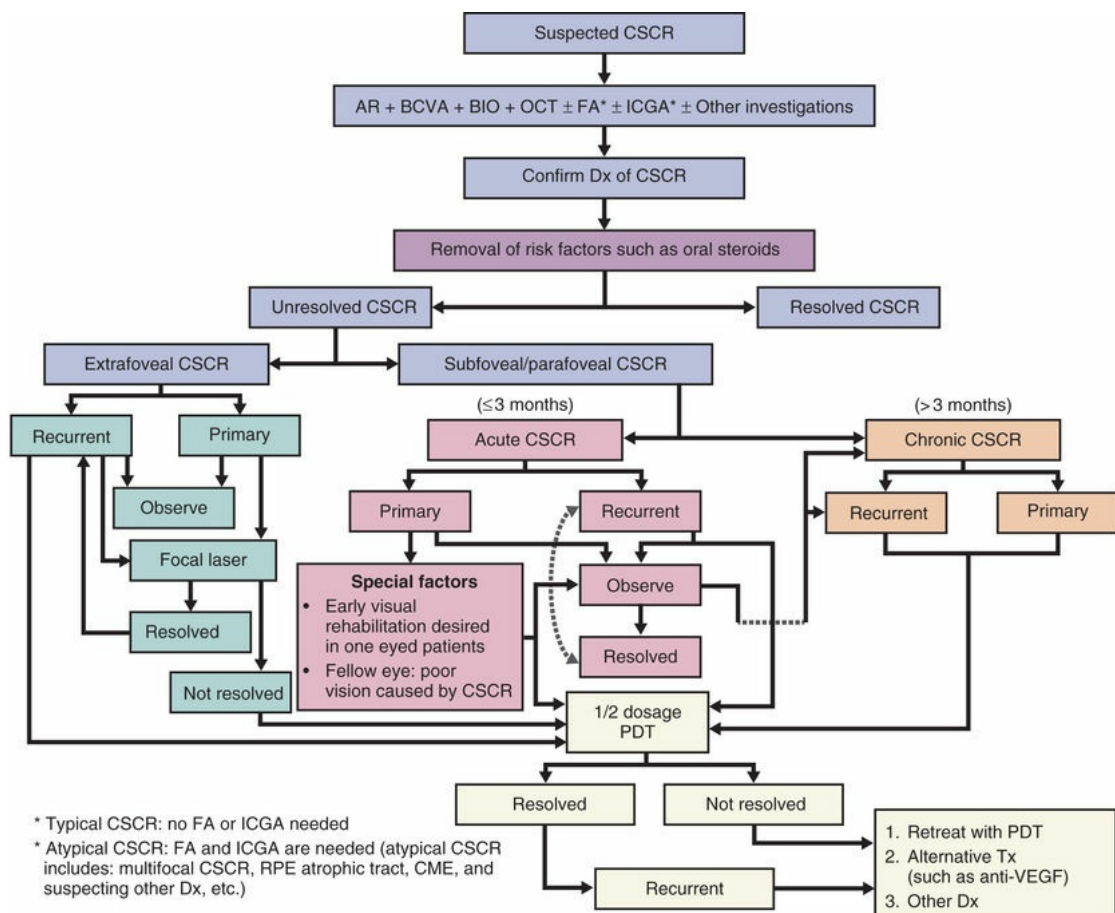 Suspected CSCR
AR + BCVA + BIO + OCT ± FA* ± ICGA* ± Other investigations
Confirm Dx of CSCR
Removal of risk factors such as oral steroids
Unresolved CSCR
Resolved CSCR
Extrafoveal CSCR
Subfoveal/parafoveal CSCR
(≤3 months)
(>3 months)
Recurrent
Primary
Acute CSCR
Chronic CSCR
Observe
Primary
Recurrent
Recurrent
Primary
Focal laser
Special factors
• Early visual
rehabilitation desired
in one eyed patients
• Fellow eye: poor
vision caused by CSCR
Observe
Resolved
Resolved
Not resolved
1/2 dosage
PDT
Resolved
Not resolved
* Typical CSCR: no FA or ICGA needed
* Atypical CSCR: FA and ICGA are needed (atypical CSCR
includes: multifocal CSCR, RPE atrophic tract, CME, and
suspecting other Dx, etc.)
Recurrent
1. Retreat with PDT
2. Alternative Tx
(such as anti-VEGF)
3. Other Dx